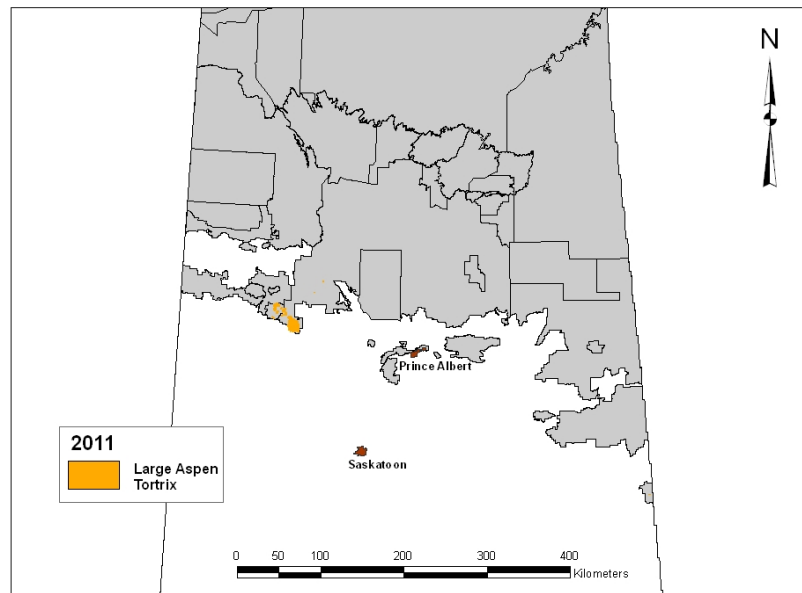 N
Prince Albert
Saskatoon
2011
Large Aspen
Tortrix
0 50 100 200 300 400
Kilometers